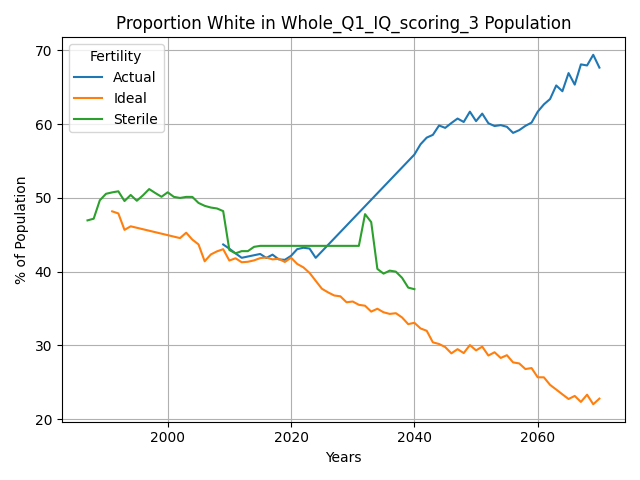 Proportion White in Whole_Q1_IQ_scoring_3 Population
Fertility
Actual
Ideal
Sterile
% of Population
70
60
50
40
30
20
2000
2020
2040
2060
Years